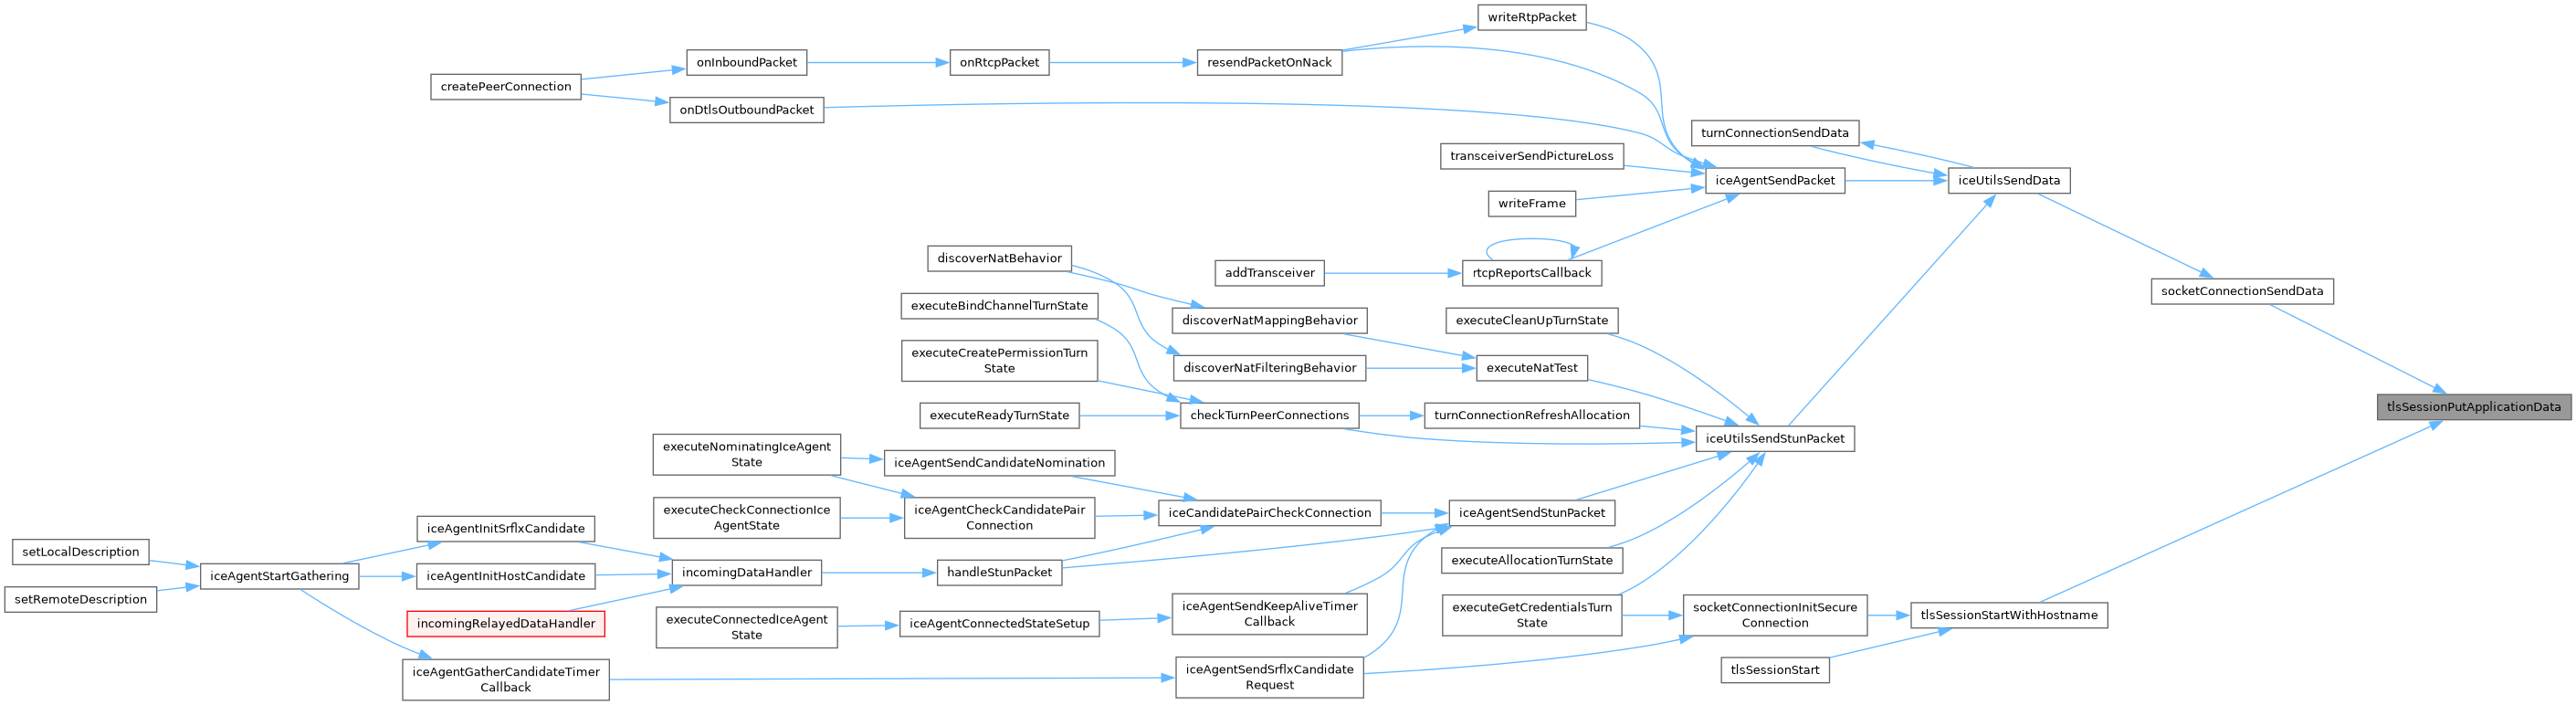 writeRtpPacket
onInboundPacket
onRtcpPacket
resendPacketOnNack
createPeerConnection
onDtlsOutboundPacket
turnConnectionSendData
transceiverSendPictureLoss
iceAgentSendPacket
iceUtilsSendData
writeFrame
discoverNatBehavior
addTransceiver
rtcpReportsCallback
socketConnectionSendData
executeBindChannelTurnState
discoverNatMappingBehavior
executeCleanUpTurnState
executeCreatePermissionTurn
State
discoverNatFilteringBehavior
executeNatTest
tlsSessionPutApplicationData
executeReadyTurnState
checkTurnPeerConnections
turnConnectionRefreshAllocation
iceUtilsSendStunPacket
executeNominatingIceAgent
State
iceAgentSendCandidateNomination
executeCheckConnectionIce
AgentState
iceAgentCheckCandidatePair
Connection
iceCandidatePairCheckConnection
iceAgentSendStunPacket
iceAgentInitSrflxCandidate
setLocalDescription
executeAllocationTurnState
iceAgentStartGathering
iceAgentInitHostCandidate
incomingDataHandler
handleStunPacket
setRemoteDescription
incomingRelayedDataHandler
executeConnectedIceAgent
State
iceAgentConnectedStateSetup
iceAgentSendKeepAliveTimer
Callback
executeGetCredentialsTurn
State
socketConnectionInitSecure
Connection
tlsSessionStartWithHostname
iceAgentGatherCandidateTimer
Callback
iceAgentSendSrflxCandidate
Request
tlsSessionStart